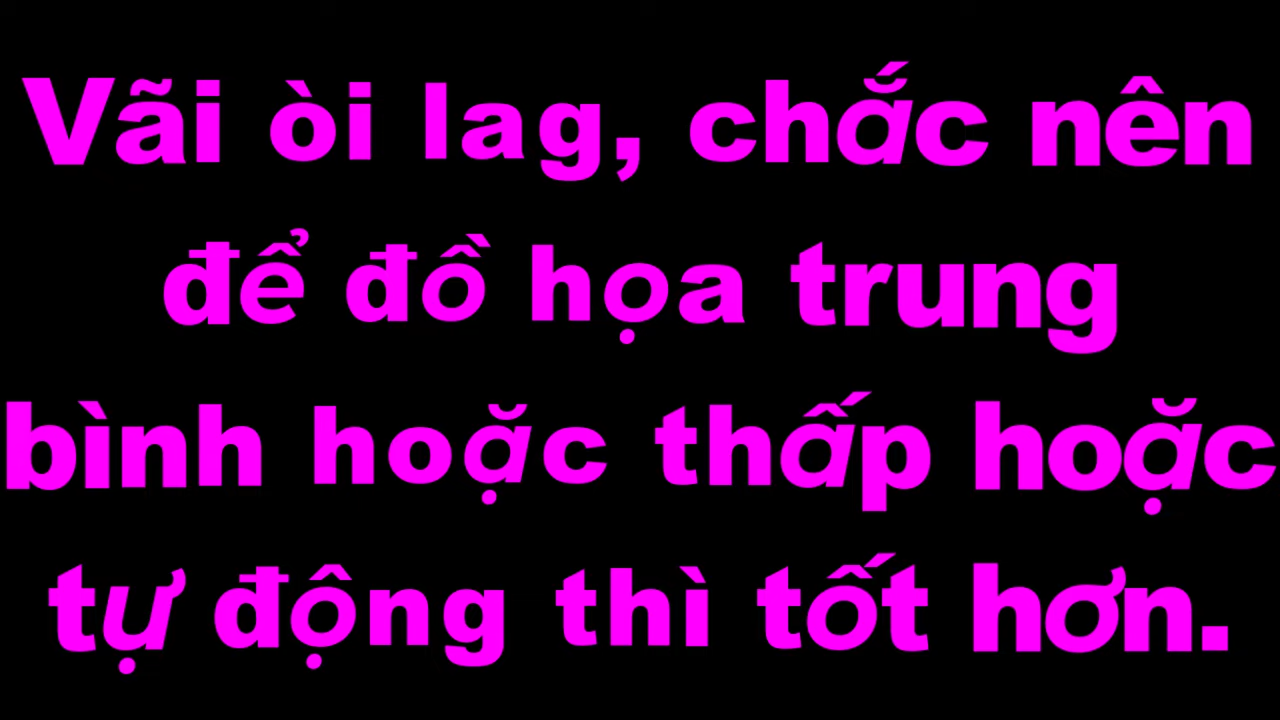 Vãi òi lag, chắc nên
để đồ họa trung
bình hoặc thấp hoặc
tự động thì tốt hơn.